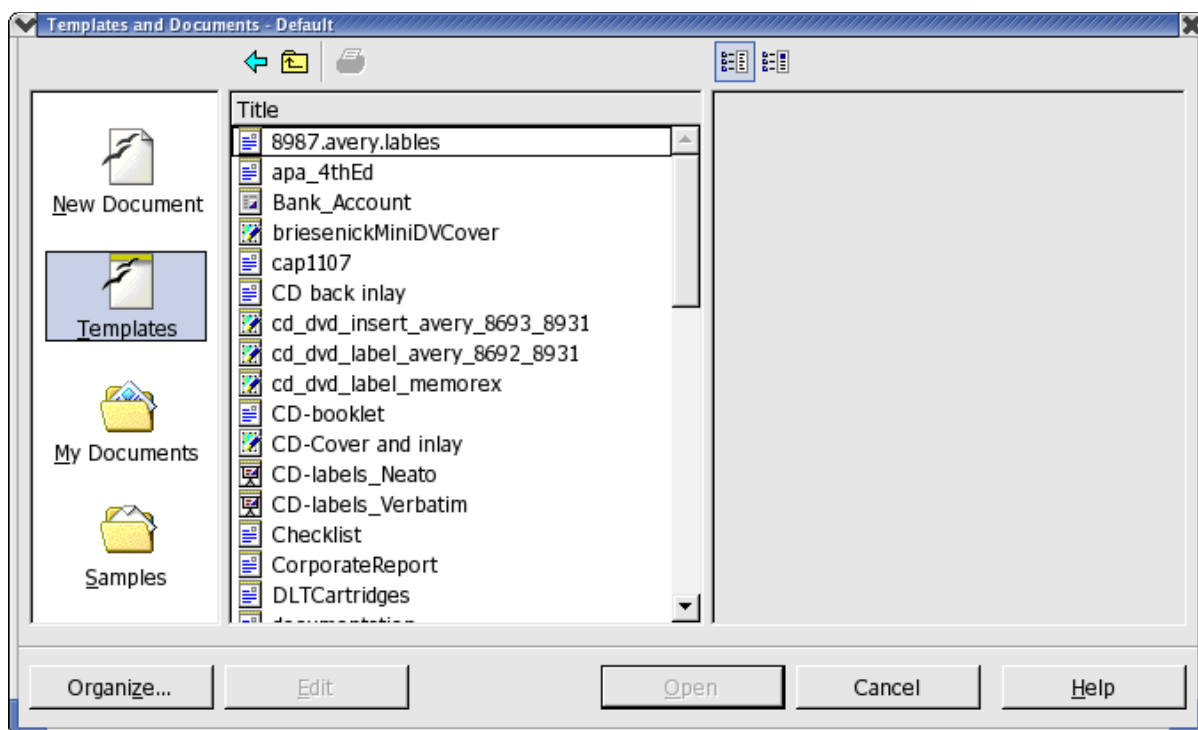 Templates and Documents - Default
New Document
Templates
My Documents
Samples
Title
8987.avery.lables
apa_4thEd
Bank_Account
briesenickMiniDVCover
cap1107
CD back inlay
cd_dvd_insert_avery_8693_8931
cd_dvd_label_avery_8692_8931
cd_dvd_label_memorex
CD-booklet
CD-Cover and inlay
CD-labels_Neato
CD-labels_Verbatim
Checklist
CorporateReport
DLTCartridges
Organize...
Edit
Open
Cancel
Help